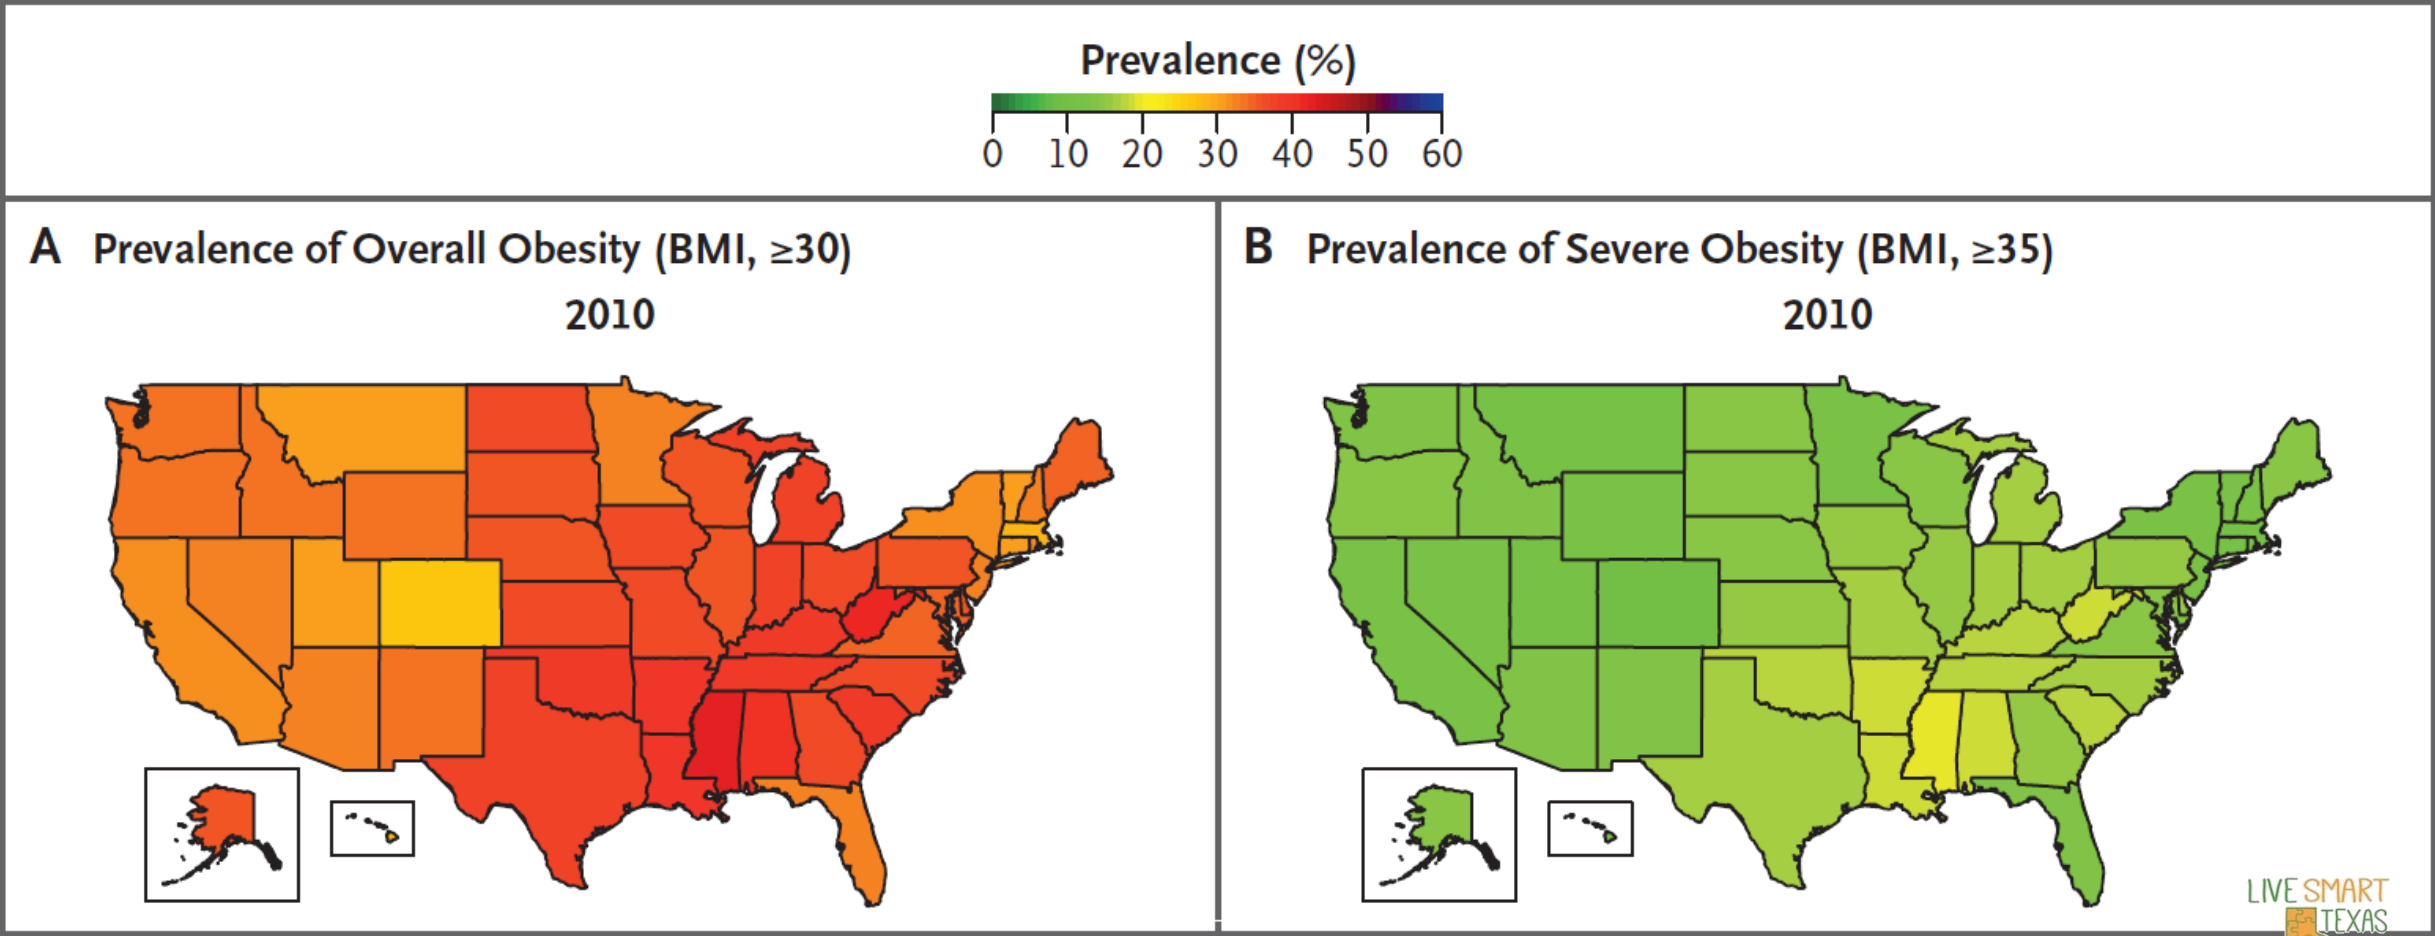 Prevalence (%)
0 10 20 30 40 50 60
A Prevalence of Overall Obesity (BMI, ≥30)
2010
B Prevalence of Severe Obesity (BMI, ≥35)
2010
LIVE SMART
TEXAS